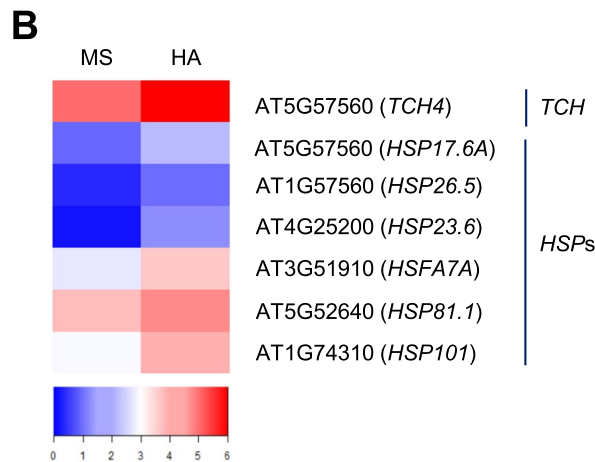 B
MS HA
AT5G57560 (TCH4)
TCH
AT5G57560 (HSP17.6A)
AT1G57560 (HSP26.5)
AT4G25200 (HSP23.6)
HSPs
AT3G51910 (HSFA7A)
AT5G52640 (HSP81.1)
AT1G74310 (HSP101)
0 1 2 3 4 5 6